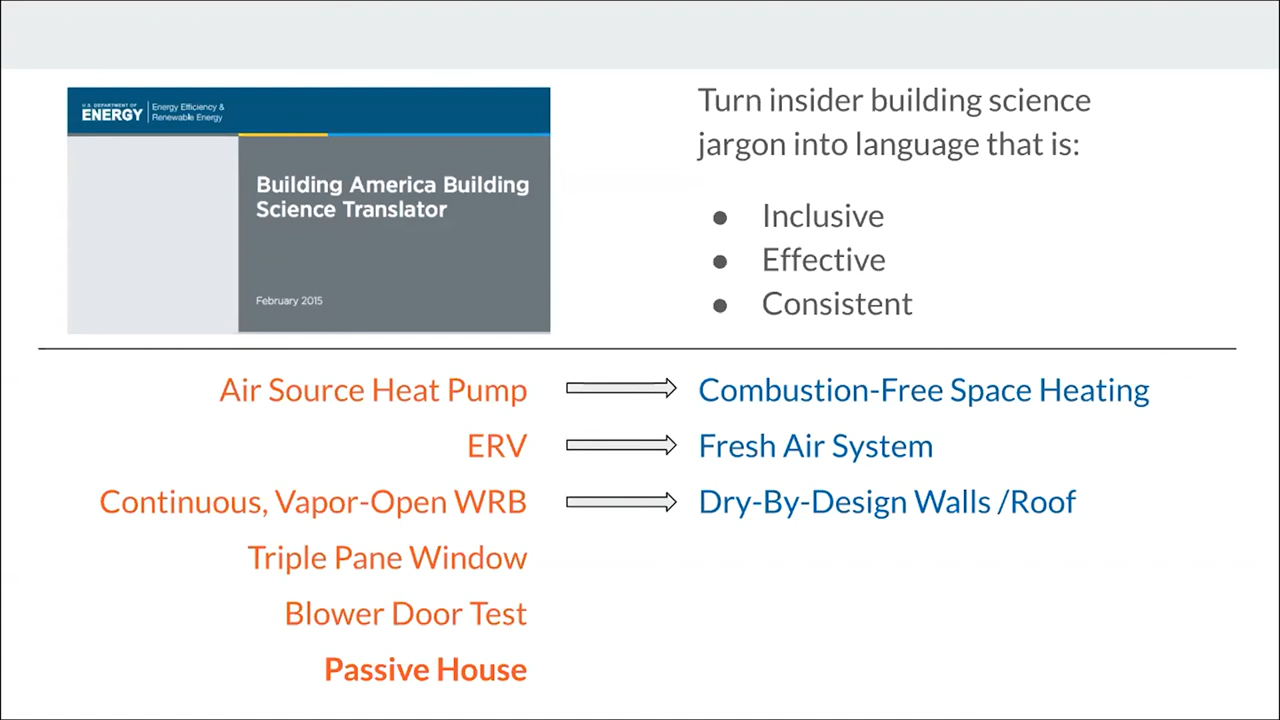 U.S. DEPARTMENT OF
ENERGY
Energy Efficiency &
Renewable Energy
Building America Building
Science Translator
February 2015
Turn insider building science
jargon into language that is:
● Inclusive
● Effective
● Consistent
Air Source Heat Pump Combustion-Free Space Heating
ERV Fresh Air System
Continuous, Vapor-Open WRB Dry-By-Design Walls /Roof
Triple Pane Window
Blower Door Test
Passive House